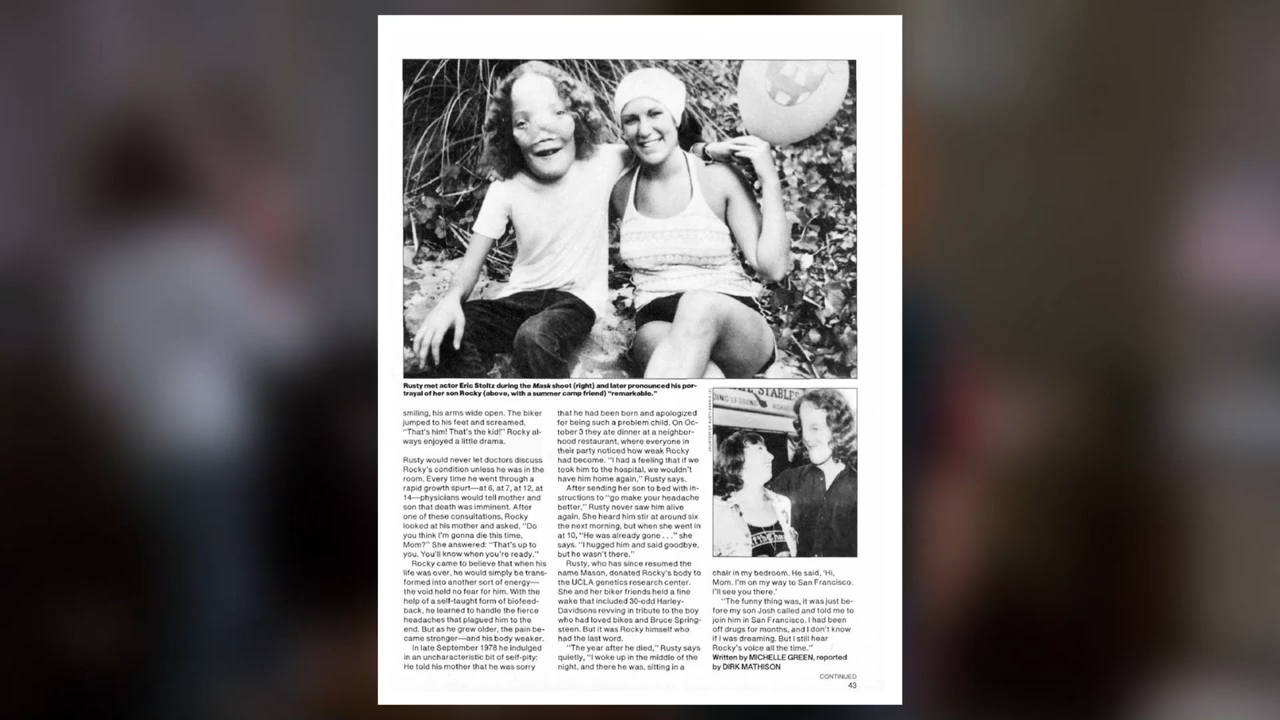 Rusty met actor Eric Stoltz during the Mask shoot (right) and later pronounced his por-
trayal of her son Rocky (above, with a summer camp friend) "remarkable."
smiling, his arms wide open. The biker
jumped to his feet and screamed,
"That's him! That's the kid!" Rocky al-
ways enjoyed a little drama.
Rusty would never let doctors discuss
Rocky's condition unless he was in the
room. Every time he went through a
rapid growth spurt—at 6, at 7, at 12, at
14—physicians would tell mother and
son that death was imminent. After
one of these consultations, Rocky
looked at his mother and asked, "Do
you think I'm gonna die this time,
Mom?" She answered: "That's up to
you. You'll know when you're ready."
Rocky came to believe that when his
life was over, he would simply be trans-
formed into another sort of energy—
the void held no fear for him. With the
help of a self-taught form of biofeed-
back, he learned to handle the fierce
headaches that plagued him to the
end. But as he grew older, the pain be-
came stronger—and his body weaker.
In late September 1978 he indulged
in an uncharacteristic bit of self-pity:
He told his mother that he was sorry
that he had been born and apologized
for being such a problem child. On Oc-
tober 3 they ate dinner at a neighbor-
hood restaurant, where everyone in
their party noticed how weak Rocky
had become. "I had a feeling that if we
took him to the hospital, we wouldn't
have him home again," Rusty says.
After sending her son to bed with in-
structions to "go make your headache
better," Rusty never saw him alive
again. She heard him stir at around six
the next morning, but when she went in
at 10, "He was already gone . . ." she
says. "I hugged him and said goodbye,
but he wasn't there."
Rusty, who has since resumed the
name Mason, donated Rocky's body to
the UCLA genetics research center.
She and her biker friends held a fine
wake that included 30-odd Harley-
Davidsons revving in tribute to the boy
who had loved bikes and Bruce Spring-
steen. But it was Rocky himself who
had the last word.
"The year after he died," Rusty says
quietly, "I woke up in the middle of the
night, and there he was, sitting in a
STABLES
chair in my bedroom. He said, 'Hi,
Mom. I'm on my way to San Francisco.
I'll see you there.'
"The funny thing was, it was just be-
fore my son Josh called and told me to
join him in San Francisco. I had been
off drugs for months, and I don't know
if I was dreaming. But I still hear
Rocky's voice all the time."
Written by MICHELLE GREEN, reported
by DIRK MATHISON
CONTINUED
43